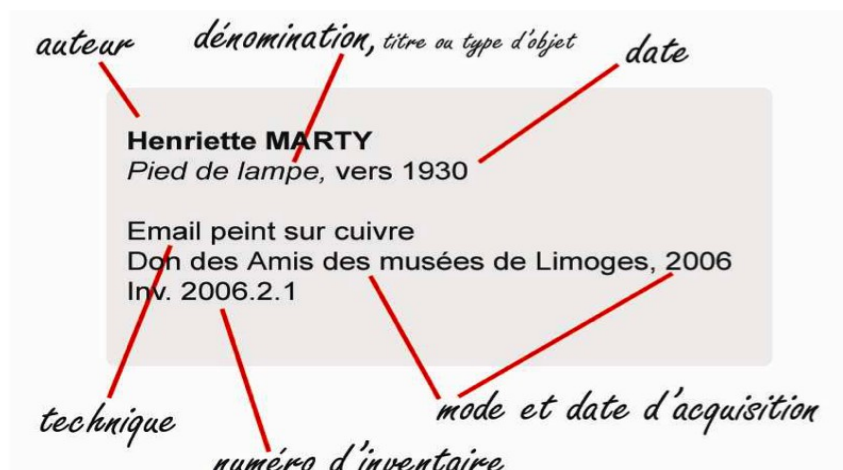 auteur
dénomination, titre ou type d'objet
date
Henriette MARTY
Pied de lampe, vers 1930
Email peint sur cuivre
Don des Amis des musées de Limoges, 2006
Inv. 2006.2.1
technique
mode et date d'acquisition
numéro d'inventaire